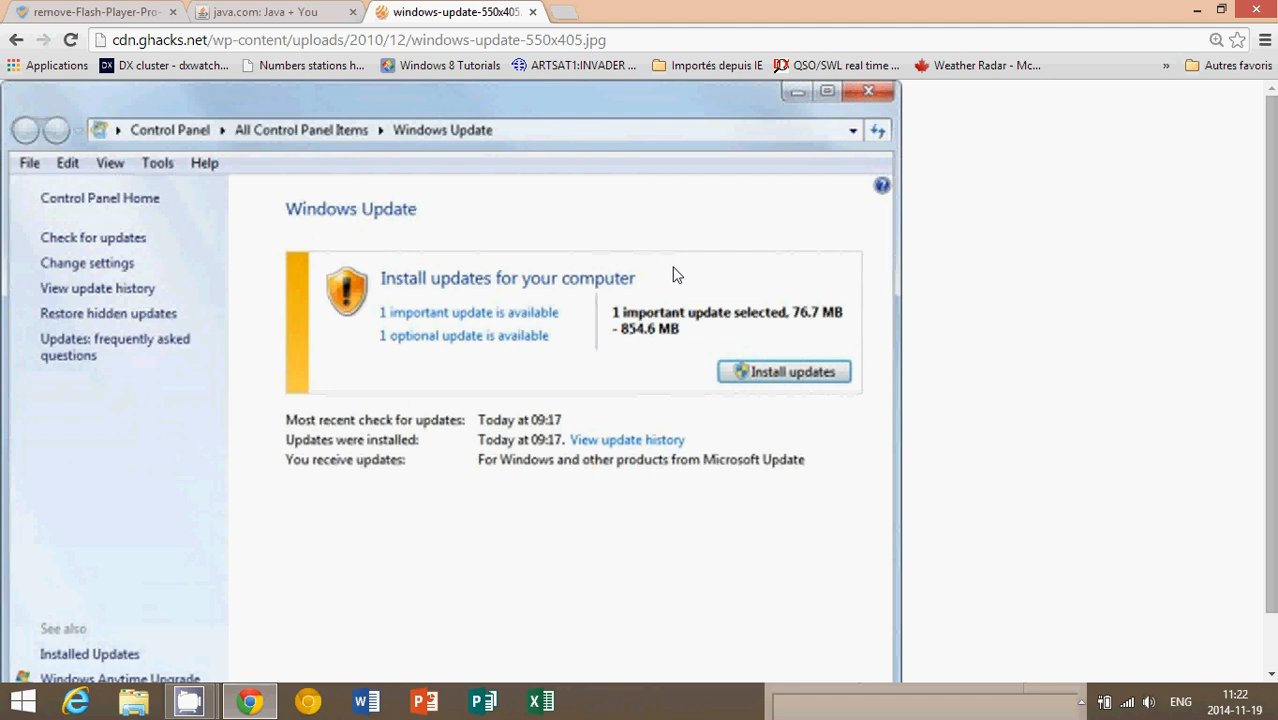 remove-Flash-Player-Pro-
java.com: Java + You
windows-update-550x405.
cdn.ghacks.net/wp-content/uploads/2010/12/windows-update-550x405.jpg
Applications
DX
DX cluster - dxwatch...
Numbers stations h...
Windows 8 Tutorials
ARTSAT1:INVADER ...
Importés depuis IE
QSO/SWL real time ...
Weather Radar - Mc...
»
Autres favoris
Control Panel
All Control Panel Items
Windows Update
File
Edit
View
Tools
Help
Control Panel Home
Check for updates
Change settings
View update history
Restore hidden updates
Updates: frequently asked
questions
Windows Update
Install updates for your computer
1 important update is available
1 optional update is available
1 important update selected, 76.7 MB
- 854.6 MB
Install updates
Most recent check for updates: Today at 09:17
Updates were installed: Today at 09:17. View update history
You receive updates: For Windows and other products from Microsoft Update
See also
Installed Updates
Windows Anytime Upgrade
ENG
11:22
2014-11-19